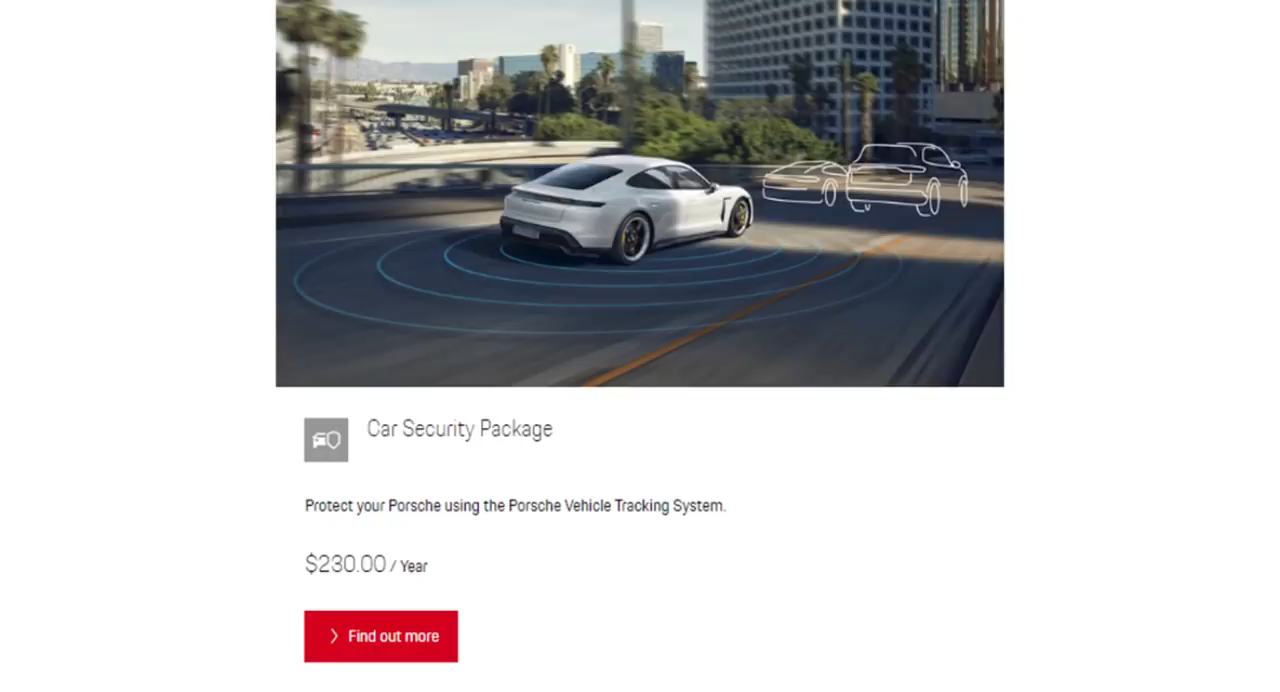 Car Security Package
Protect your Porsche using the Porsche Vehicle Tracking System.
$230.00 / Year
Find out more